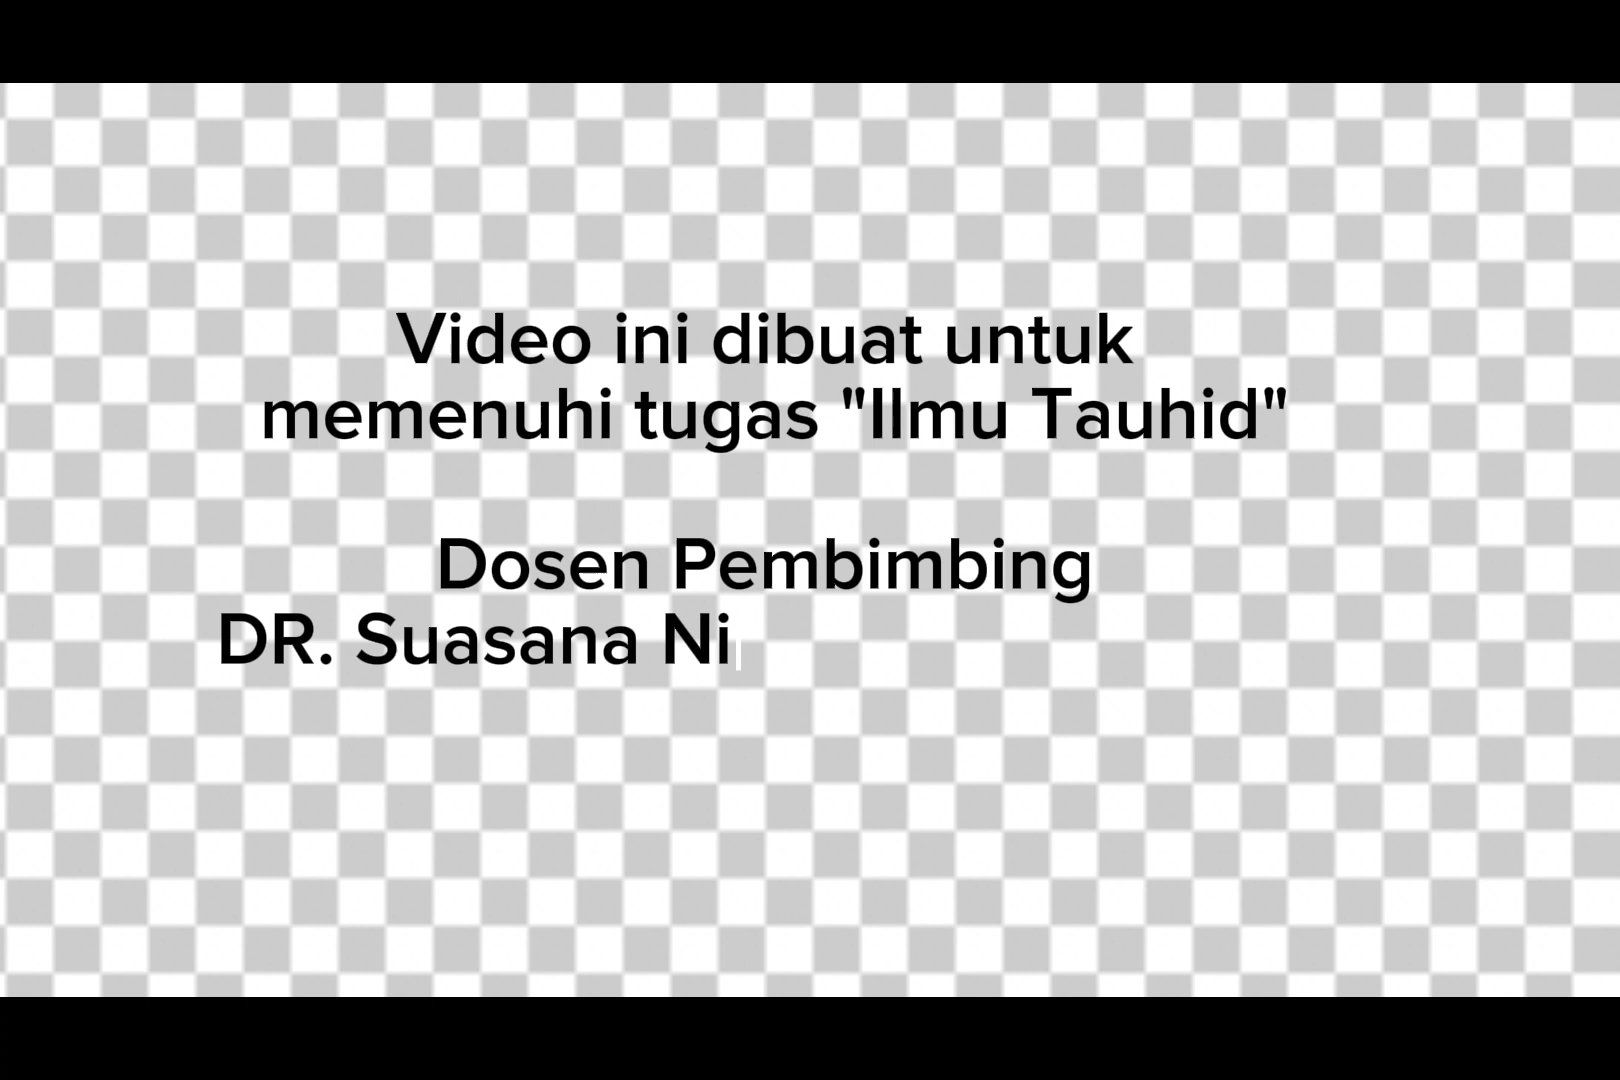 Video ini dibuat untuk
memenuhi tugas "Ilmu Tauhid"
Dosen Pembimbing
DR. Suasana Ni